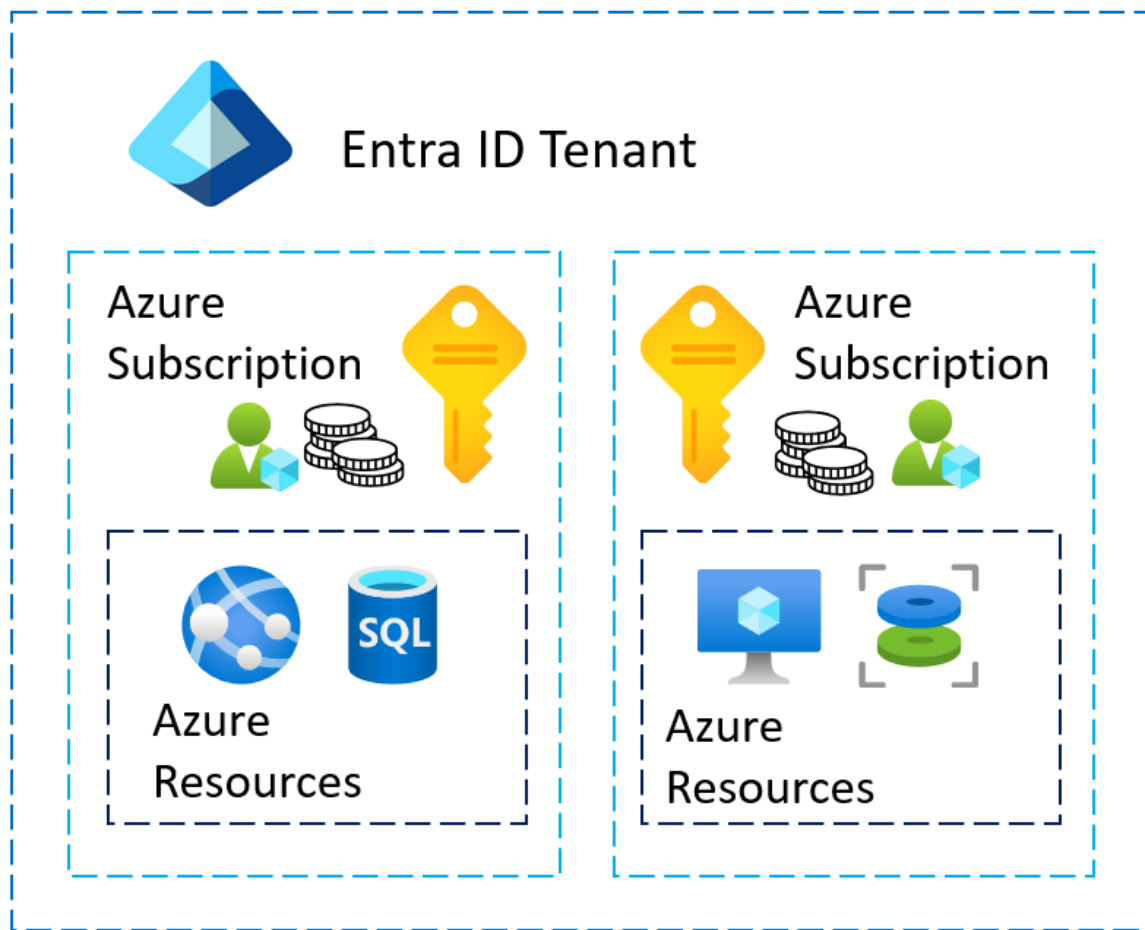 Entra ID Tenant
Azure
Subscription
Azure
Subscription
SQL
Azure
Resources
Azure
Resources